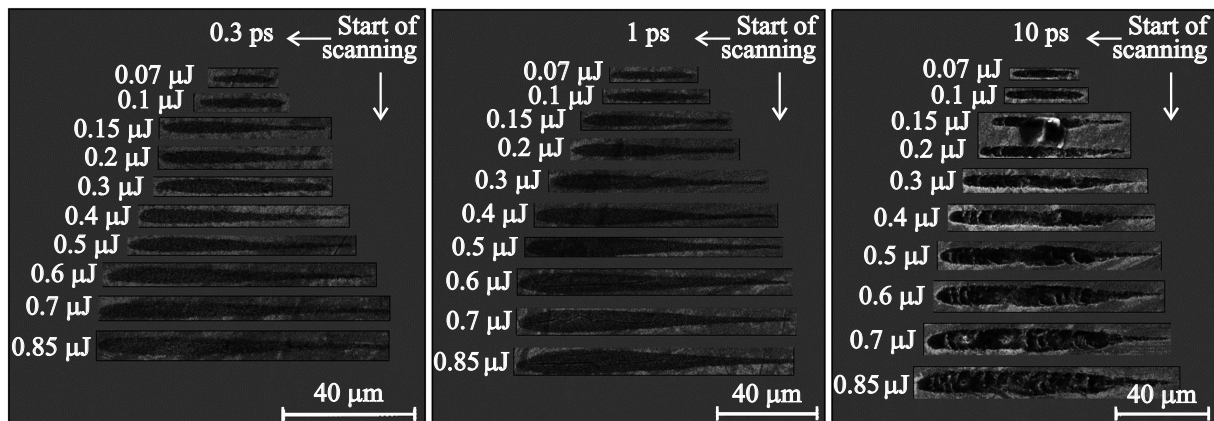 0.3 ps
Start of
scanning
0.07 µJ
0.1 µJ
0.15 µJ
0.2 µJ
0.3 µJ
0.4 µJ
0.5 µJ
0.6 µJ
0.7 µJ
0.85 µJ
40 µm
1 ps
Start of
scanning
0.07 µJ
0.1 µJ
0.15 µJ
0.2 µJ
0.3 µJ
0.4 µJ
0.5 µJ
0.6 µJ
0.7 µJ
0.85 µJ
40 µm
10 ps
Start of
scanning
0.07 µJ
0.1 µJ
0.15 µJ
0.2 µJ
0.3 µJ
0.4 µJ
0.5 µJ
0.6 µJ
0.7 µJ
0.85 µJ
40 µm